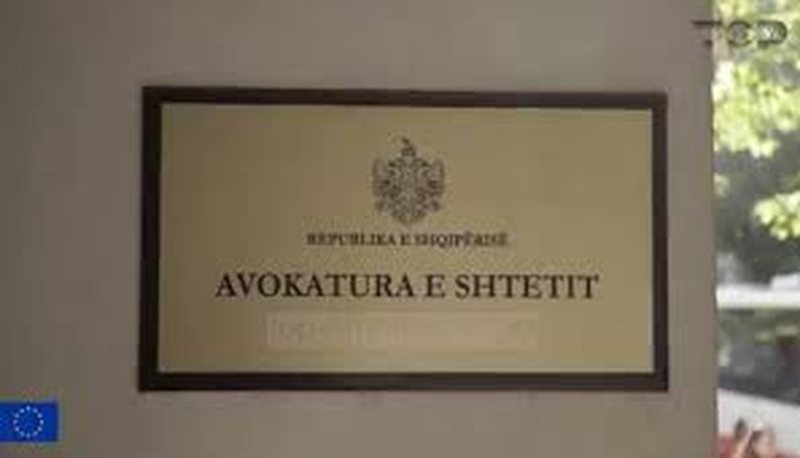 REPUBLIKA E SHQIPËRISË
AVOKATURA E SHTETIT